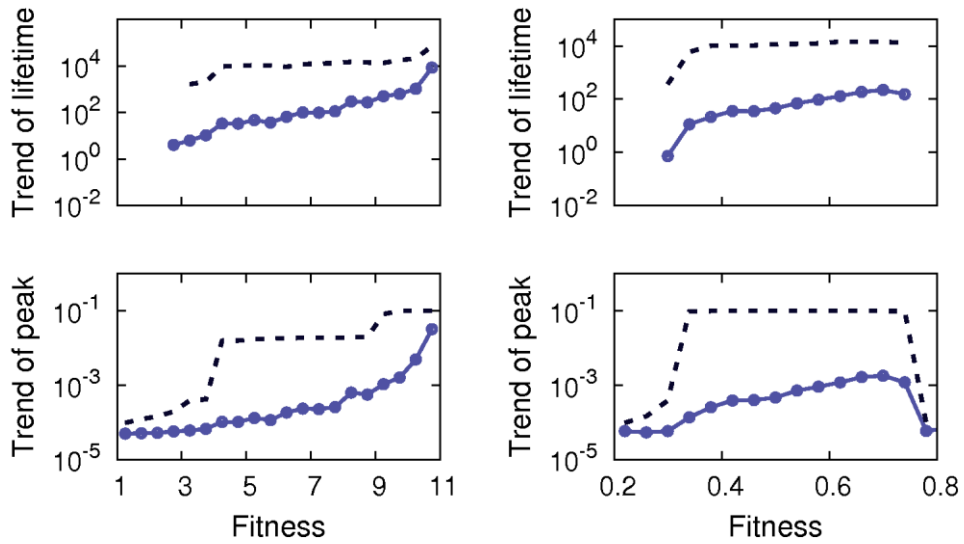 Trend of lifetime
10^4
10^2
10^0
10^-2
Trend of lifetime
10^4
10^2
10^0
10^-2
Trend of peak
10^-1
10^-3
10^-5
1 3 5 7 9 11
Fitness
Trend of peak
10^-1
10^-3
10^-5
0.2 0.4 0.6 0.8
Fitness